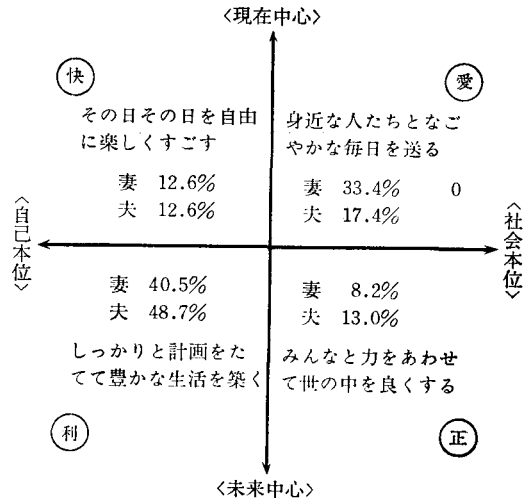 〈現在中心〉
快
愛
その日その日を自由
に楽しくすごす
身近な人たちとなご
やかな毎日を送る
妻 12.6%
夫 12.6%
妻 33.4% 0
夫 17.4%
〈自己本位〉
〈社会本位〉
妻 40.5%
夫 48.7%
妻 8.2%
夫 13.0%
しっかりと計画をた
てて豊かな生活を築く
みんなと力をあわせ
て世の中を良くする
利
正
〈未来中心〉